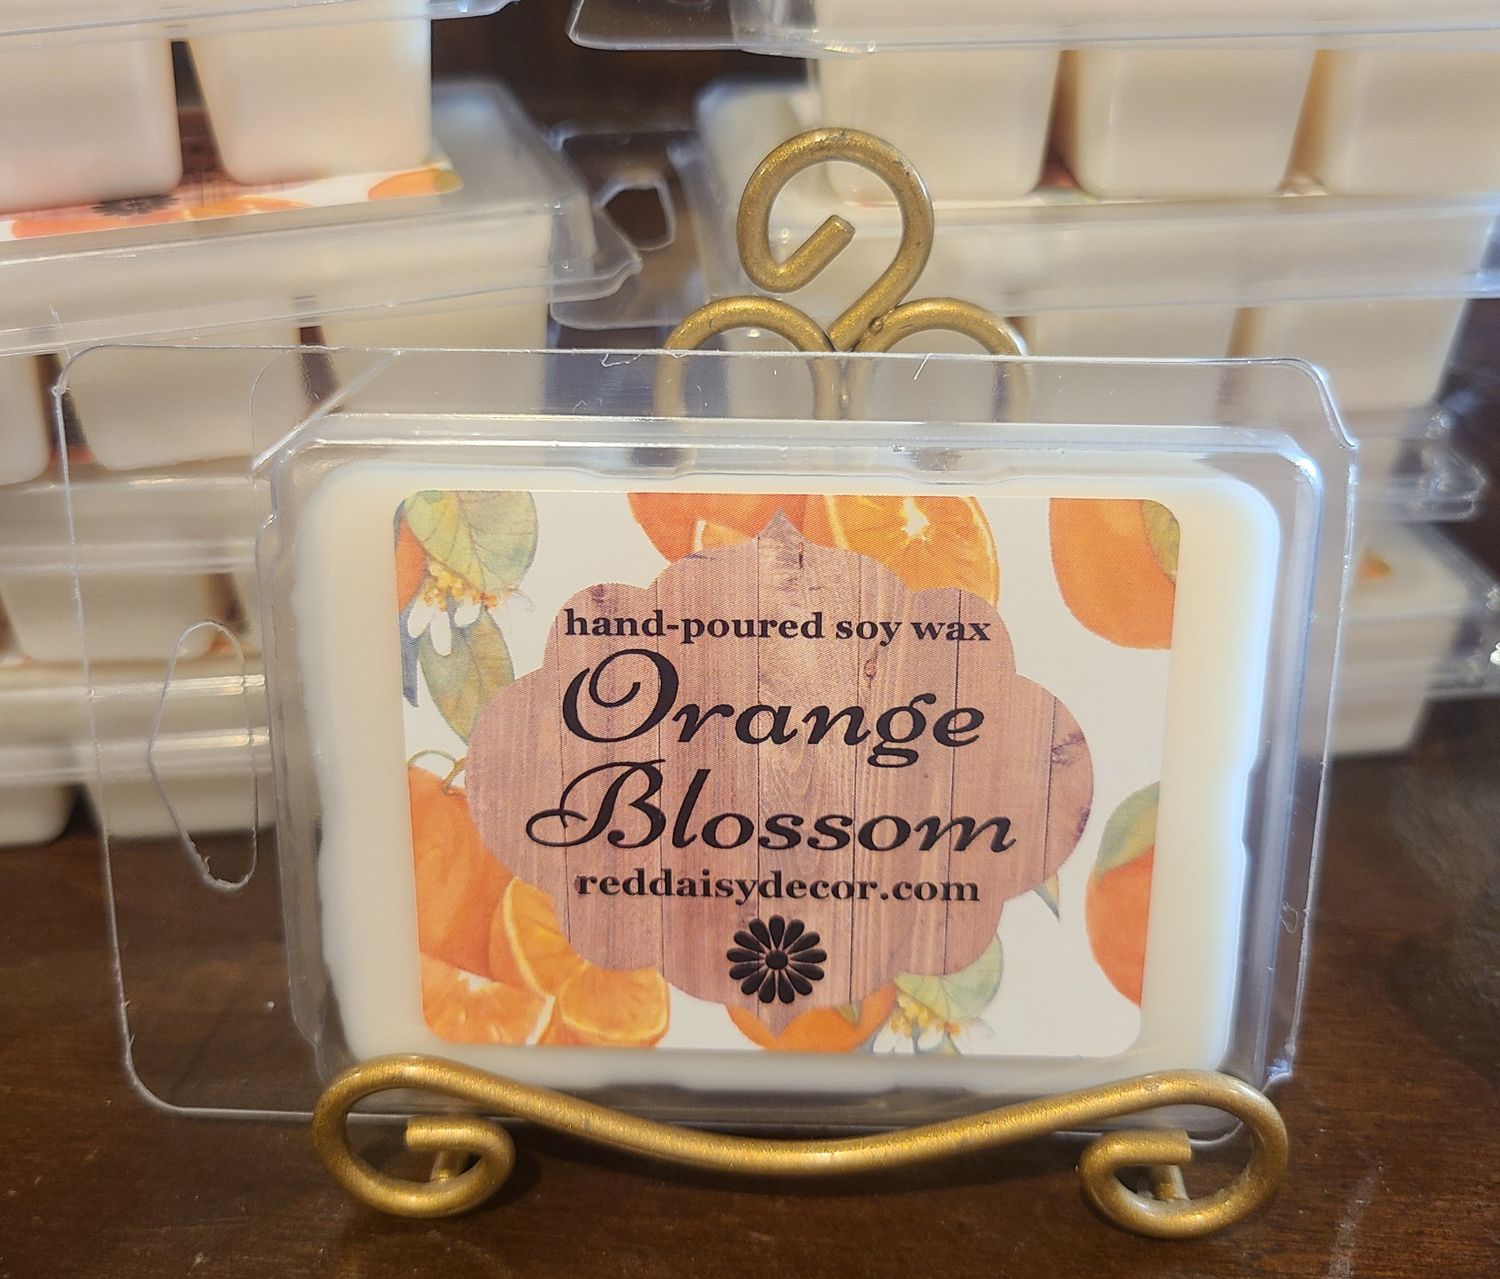 hand-poured soy wax
Orange
Blossom
reddaisydecor.com